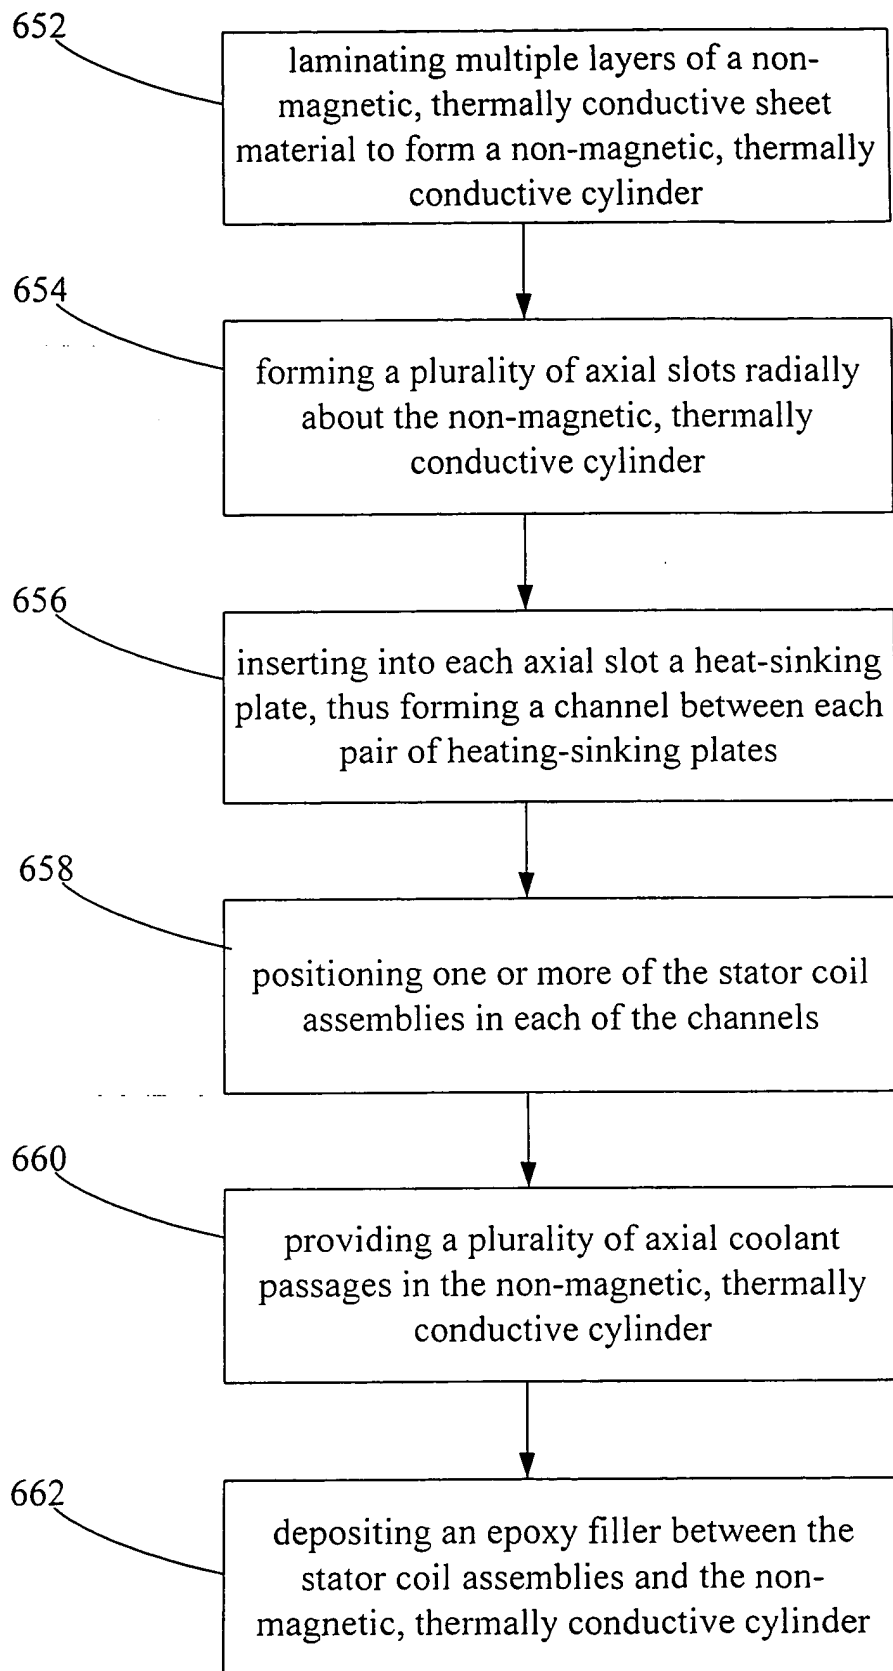 652
laminating multiple layers of a non-
magnetic, thermally conductive sheet
material to form a non-magnetic, thermally
conductive cylinder
654
forming a plurality of axial slots radially
about the non-magnetic, thermally
conductive cylinder
656
inserting into each axial slot a heat-sinking
plate, thus forming a channel between each
pair of heating-sinking plates
658
positioning one or more of the stator coil
assemblies in each of the channels
660
providing a plurality of axial coolant
passages in the non-magnetic, thermally
conductive cylinder
662
depositing an epoxy filler between the
stator coil assemblies and the non-
magnetic, thermally conductive cylinder